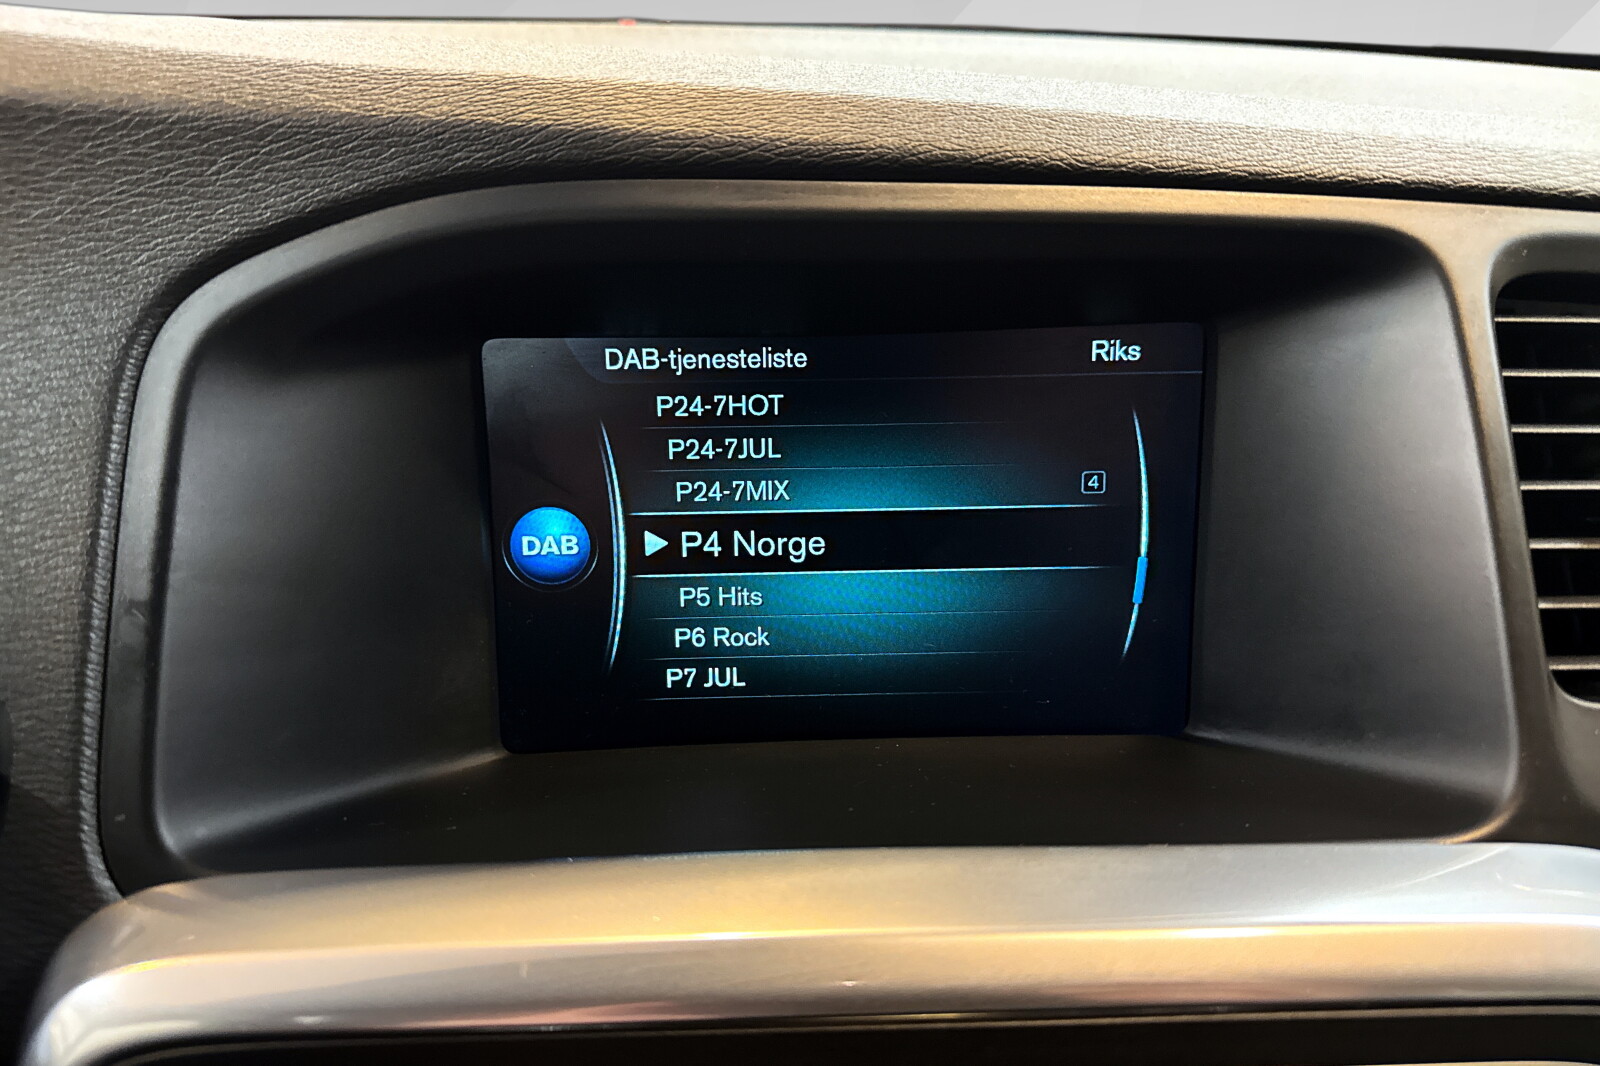 DAB-tjenesteliste Riks
P24-7HOT
P24-7JUL
P24-7MIX 4
DAB P4 Norge
P5 Hits
P6 Rock
P7 JUL